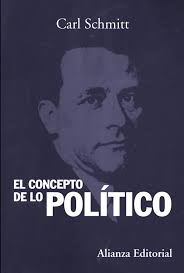 Carl Schmitt
EL CONCEPTO
DE LO POLÍTICO
Alianza Editorial